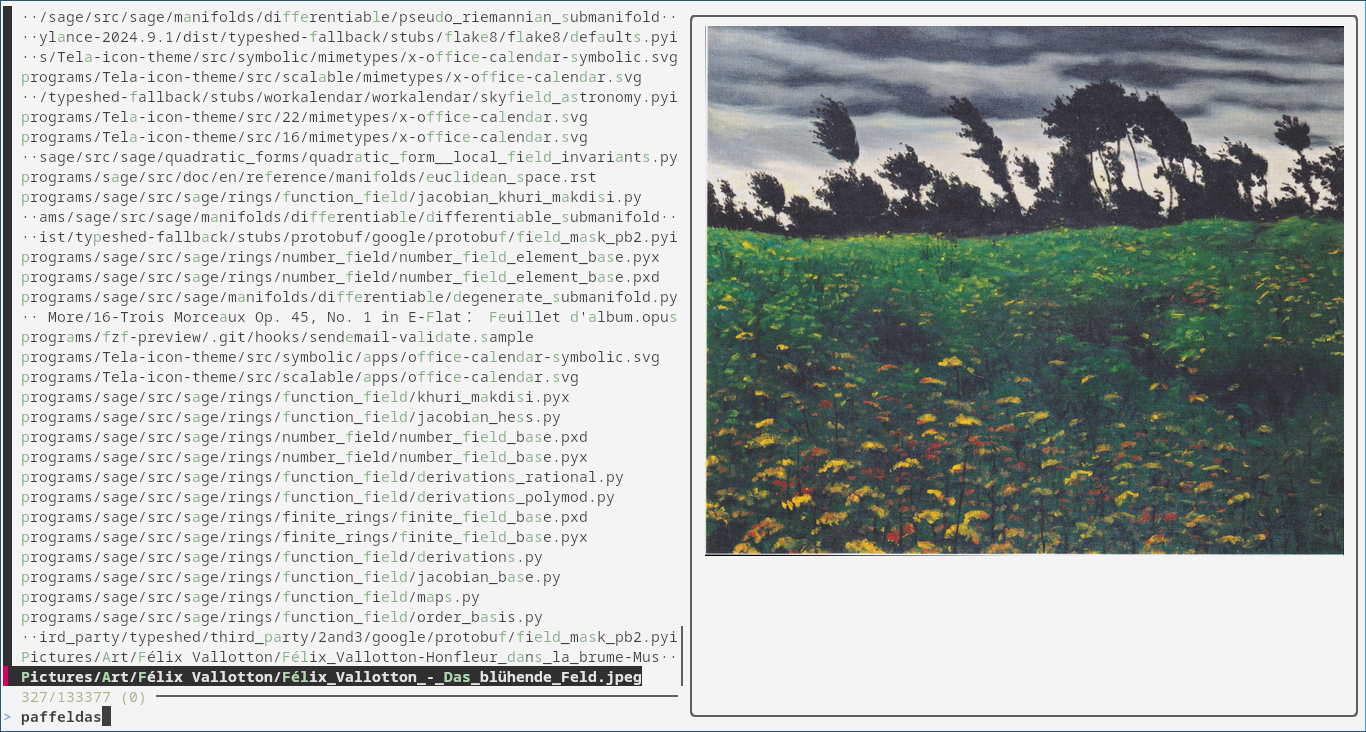 ··/sage/src/sage/manifolds/differentiable/pseudo_riemannian_submanifold··
··ylance-2024.9.1/dist/typeshed-fallback/stubs/flake8/flake8/defaults.pyi
··s/Tela-icon-theme/src/symbolic/mimetypes/x-office-calendar-symbolic.svg
programs/Tela-icon-theme/src/scalable/mimetypes/x-office-calendar.svg
··/typeshed-fallback/stubs/workalendar/workalendar/skyfield_astronomy.pyi
programs/Tela-icon-theme/src/22/mimetypes/x-office-calendar.svg
programs/Tela-icon-theme/src/16/mimetypes/x-office-calendar.svg
··sage/src/sage/quadratic_forms/quadratic_form__local_field_invariants.py
programs/sage/src/doc/en/reference/manifolds/euclidean_space.rst
programs/sage/src/sage/rings/function_field/jacobian_khuri_makdisi.py
··ams/sage/src/sage/manifolds/differentiable/differentiable_submanifold··
··ist/typeshed-fallback/stubs/protobuf/google/protobuf/field_mask_pb2.pyi
programs/sage/src/sage/rings/number_field/number_field_element_base.pyx
programs/sage/src/sage/rings/number_field/number_field_element_base.pxd
programs/sage/src/sage/manifolds/differentiable/degenerate_submanifold.py
·· More/16-Trois Morceaux Op. 45, No. 1 in E-Flat： Feuillet d'album.opus
programs/fzf-preview/.git/hooks/sendemail-validate.sample
programs/Tela-icon-theme/src/symbolic/apps/office-calendar-symbolic.svg
programs/Tela-icon-theme/src/scalable/apps/office-calendar.svg
programs/sage/src/sage/rings/function_field/khuri_makdisi.pyx
programs/sage/src/sage/rings/function_field/jacobian_hess.py
programs/sage/src/sage/rings/number_field/number_field_base.pxd
programs/sage/src/sage/rings/number_field/number_field_base.pyx
programs/sage/src/sage/rings/function_field/derivations_rational.py
programs/sage/src/sage/rings/function_field/derivations_polymod.py
programs/sage/src/sage/rings/finite_rings/finite_field_base.pxd
programs/sage/src/sage/rings/finite_rings/finite_field_base.pyx
programs/sage/src/sage/rings/function_field/derivations.py
programs/sage/src/sage/rings/function_field/jacobian_base.py
programs/sage/src/sage/rings/function_field/maps.py
programs/sage/src/sage/rings/function_field/order_basis.py
··ird_party/typeshed/third_party/2and3/google/protobuf/field_mask_pb2.pyi
Pictures/Art/Félix Vallotton/Félix_Vallotton-Honfleur_dans_la_brume-Mus··
Pictures/Art/Félix Vallotton/Félix_Vallotton_-_Das_blühende_Feld.jpeg
327/133377 (0)
> paffeldas